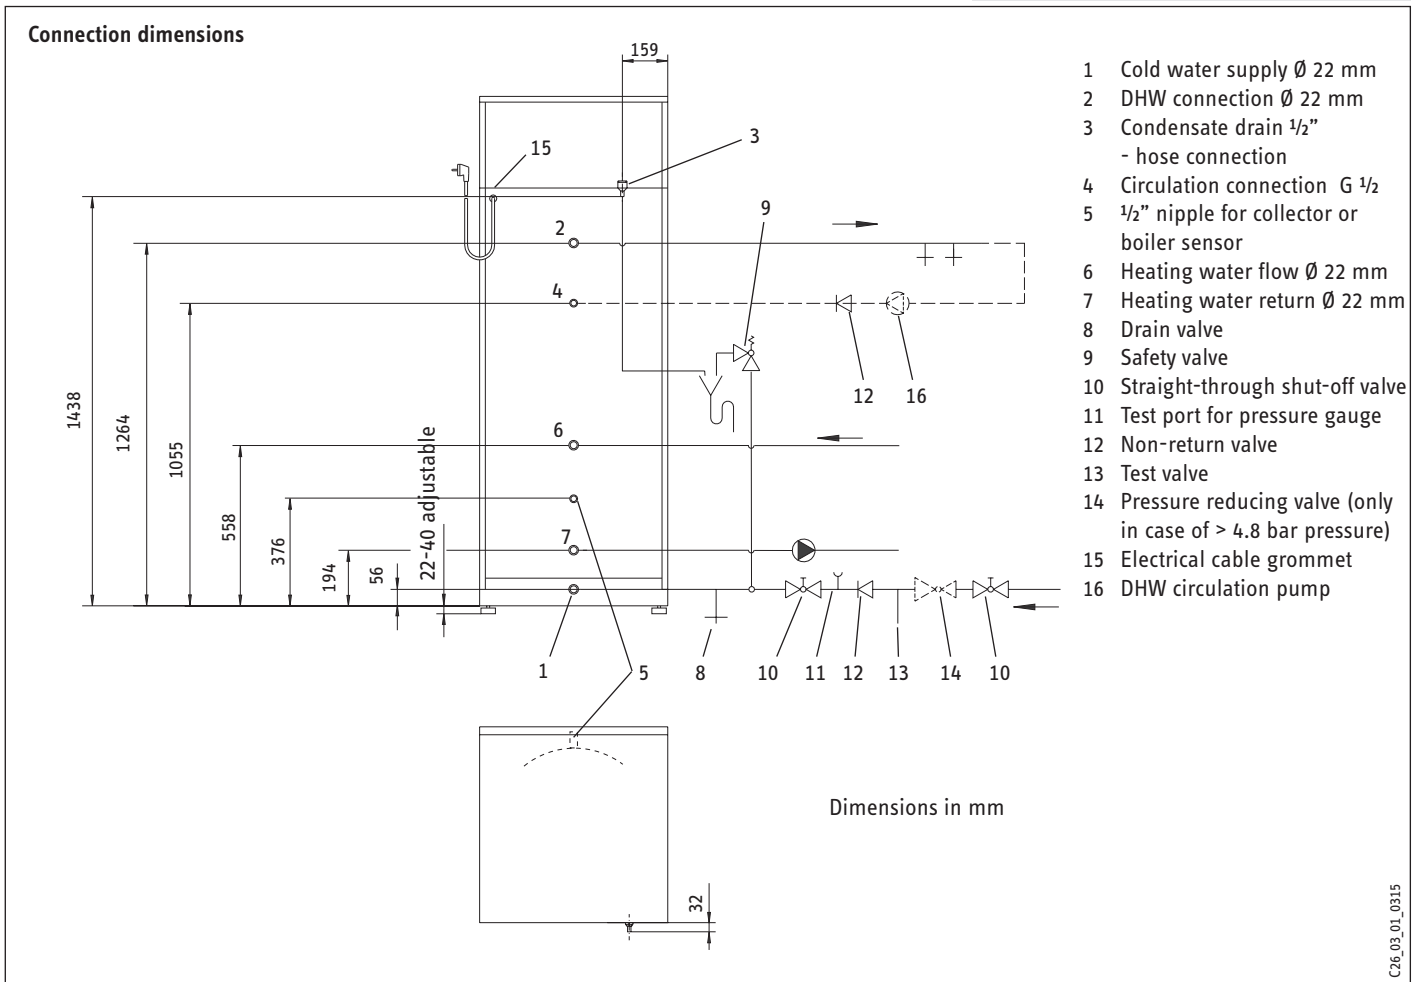 Connection dimensions
159
1 Cold water supply Ø 22 mm
2 DHW connection Ø 22 mm
3 Condensate drain ½”
- hose connection
4 Circulation connection G ½
5 ½” nipple for collector or
boiler sensor
6 Heating water flow Ø 22 mm
7 Heating water return Ø 22 mm
8 Drain valve
9 Safety valve
10 Straight-through shut-off valve
11 Test port for pressure gauge
12 Non-return valve
13 Test valve
14 Pressure reducing valve (only
in case of > 4.8 bar pressure)
15 Electrical cable grommet
16 DHW circulation pump
15
3
9
2
4
12
16
6
7
1438
1264
1055
558
376
194
56
22-40 adjustable
1
5
8
10
11
12
13
14
10
Dimensions in mm
32
C26_03_01_0315